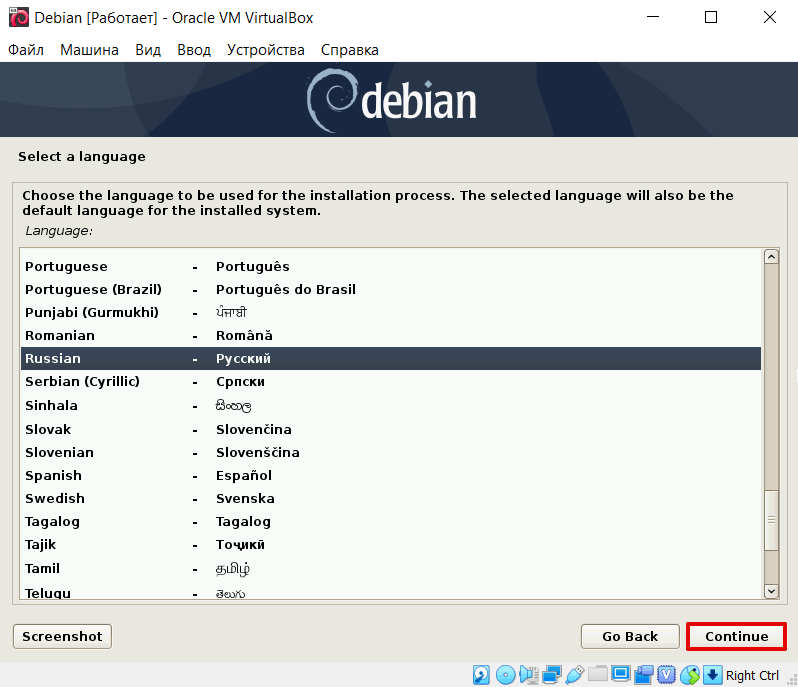 Debian [Работает] - Oracle VM VirtualBox
Файл Машина Вид Ввод Устройства Справка
debian
Select a language
Choose the language to be used for the installation process. The selected language will also be the
default language for the installed system.
Language:
Portuguese - Português
Portuguese (Brazil) - Português do Brasil
Punjabi (Gurmukhi) - ਪੰਜਾਬੀ
Romanian - Română
Russian - Русский
Serbian (Cyrillic) - Српски
Sinhala - සිංහල
Slovak - Slovenčina
Slovenian - Slovenščina
Spanish - Español
Swedish - Svenska
Tagalog - Tagalog
Tajik - Тоҷикӣ
Tamil - தமிழ்
Telugu - తెలుగు
Screenshot Go Back Continue
Right Ctrl